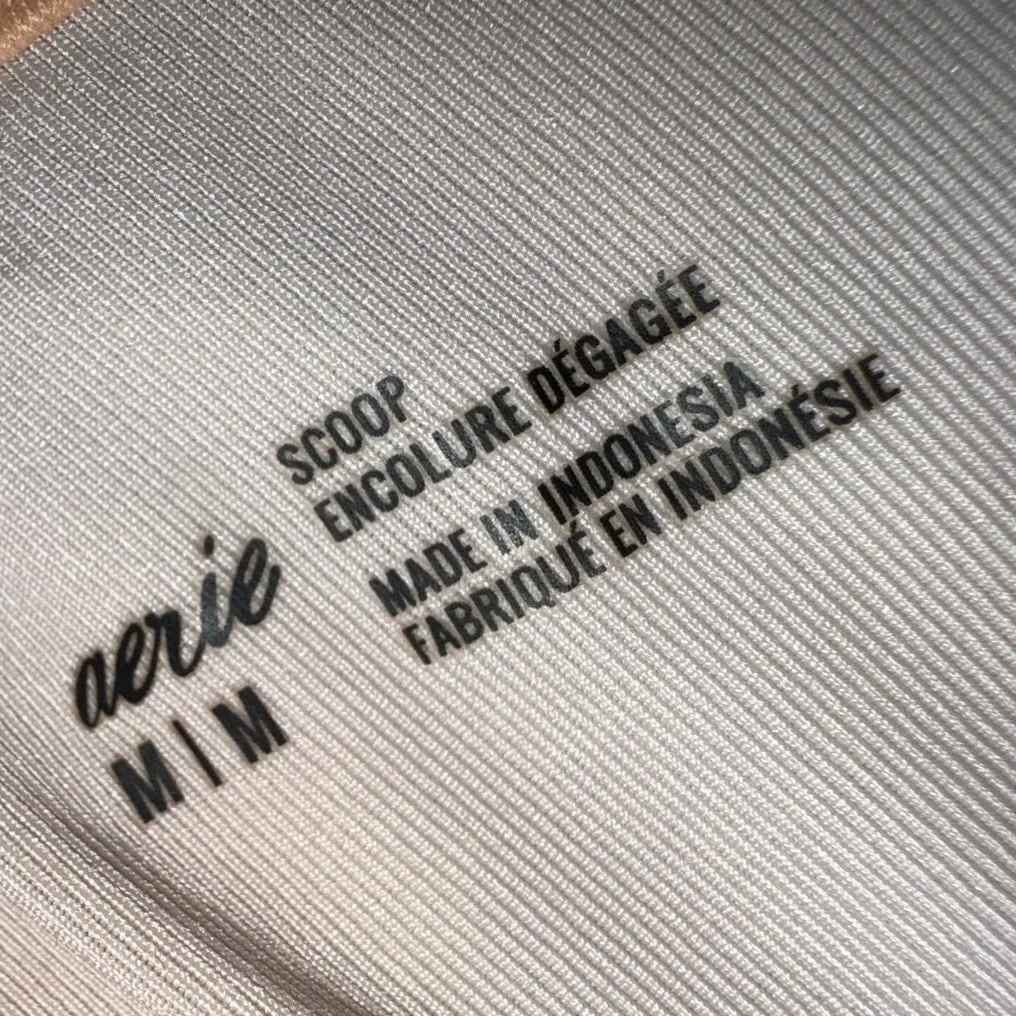 aerie
M | M
SCOOP
ENCOLURE DÉGAGÉE
MADE IN INDONESIA
FABRIQUÉ EN INDONÉSIE